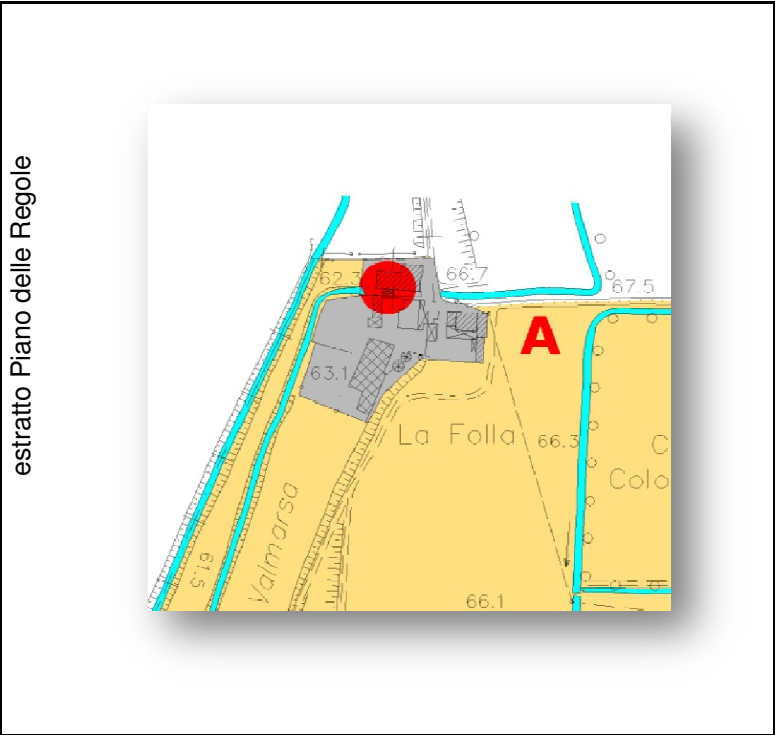 estratto Piano delle Regole
62.3
66.7
67.5
A
63.1
La Folla
66.3
C
Colo
Valmarsa
61.5
66.1